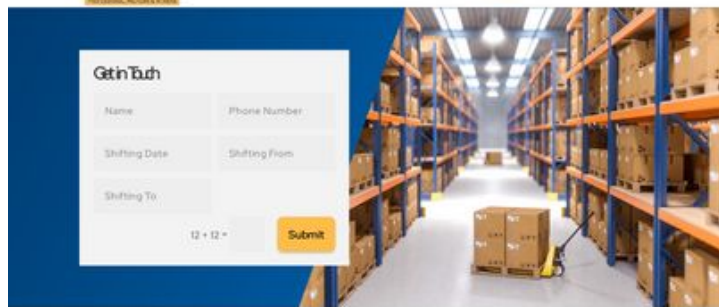 Get in Touch
Name Phone Number
Shifting Date Shifting From
Shifting To
12 + 12 = Submit